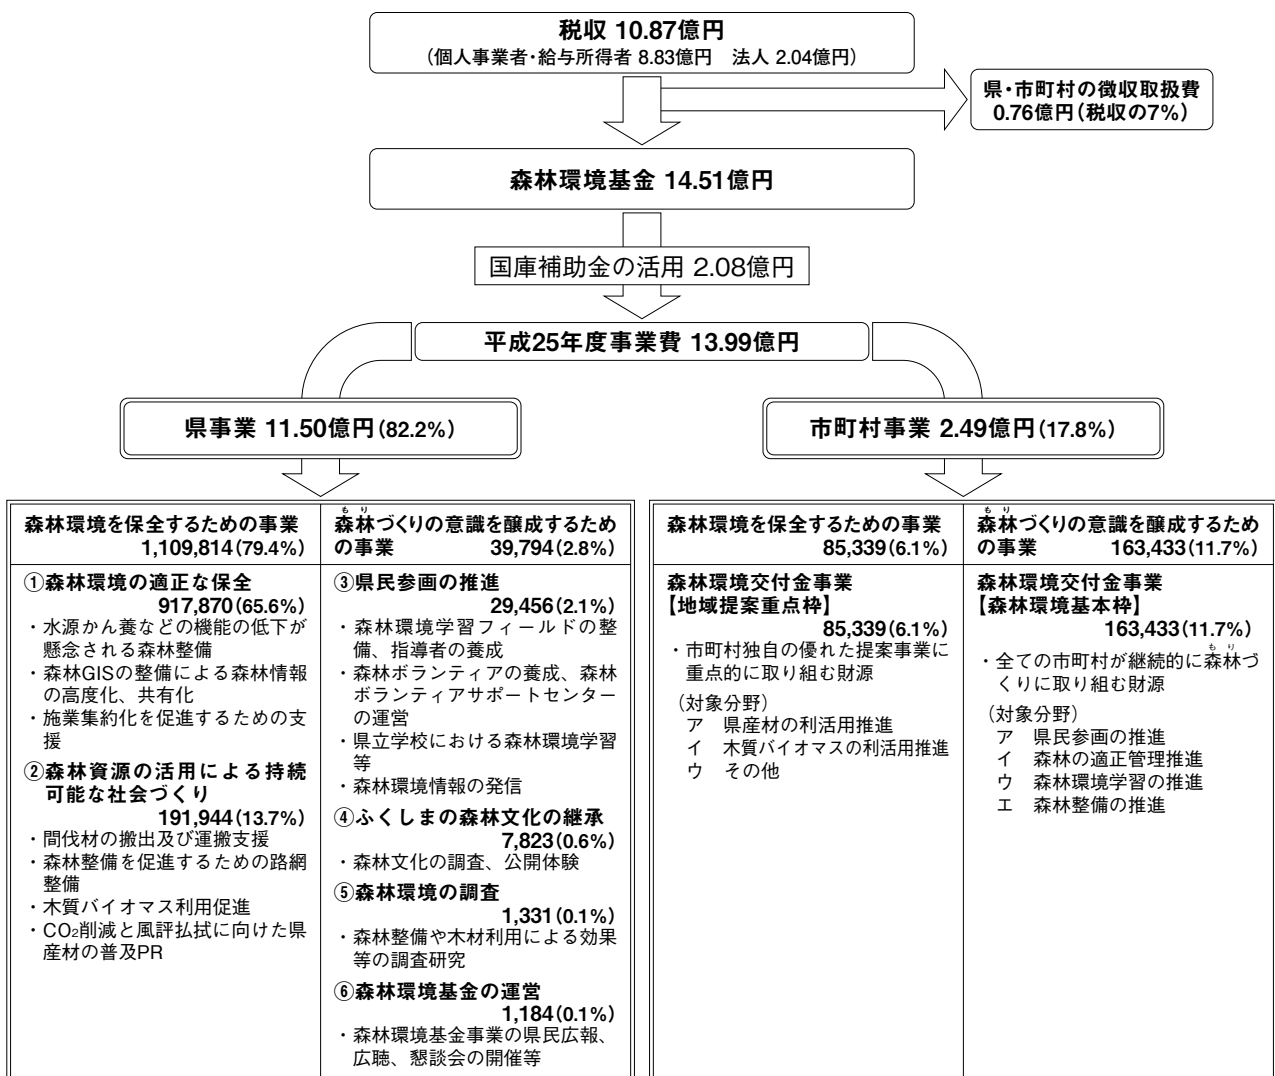 税収 10.87億円
(個人事業者・給与所得者 8.83億円　法人 2.04億円)
県・市町村の徴収取扱費
0.76億円(税収の7%)
森林環境基金 14.51億円
国庫補助金の活用 2.08億円
平成25年度事業費 13.99億円
県事業 11.50億円(82.2%)
市町村事業 2.49億円(17.8%)
森林環境を保全するための事業
1,109,814(79.4%)
①森林環境の適正な保全
917,870(65.6%)
・水源かん養などの機能の低下が
懸念される森林整備
・森林GISの整備による森林情報
の高度化、共有化
・施業集約化を促進するための支
援
②森林資源の活用による持続
可能な社会づくり
191,944(13.7%)
・間伐材の搬出及び運搬支援
・森林整備を促進するための路網
整備
・木質バイオマス利用促進
・CO₂削減と風評払拭に向けた県
産材の普及PR
もり
森林づくりの意識を醸成するため
の事業　39,794(2.8%)
③県民参画の推進
29,456(2.1%)
・森林環境学習フィールドの整
備、指導者の養成
・森林ボランティアの養成、森林
ボランティアサポートセンター
の運営
・県立学校における森林環境学習
等
・森林環境情報の発信
④ふくしまの森林文化の継承
7,823(0.6%)
・森林文化の調査、公開体験
⑤森林環境の調査
1,331(0.1%)
・森林整備や木材利用による効果
等の調査研究
⑥森林環境基金の運営
1,184(0.1%)
・森林環境基金事業の県民広報、
広聴、懇談会の開催等
森林環境を保全するための事業
85,339(6.1%)
森林環境交付金事業
【地域提案重点枠】
85,339(6.1%)
・市町村独自の優れた提案事業に
重点的に取り組む財源
(対象分野)
ア　県産材の利活用推進
イ　木質バイオマスの利活用推進
ウ　その他
もり
森林づくりの意識を醸成するため
の事業　163,433(11.7%)
森林環境交付金事業
【森林環境基本枠】
163,433(11.7%)
もり
・全ての市町村が継続的に森林づ
くりに取り組む財源
(対象分野)
ア　県民参画の推進
イ　森林の適正管理推進
ウ　森林環境学習の推進
エ　森林整備の推進